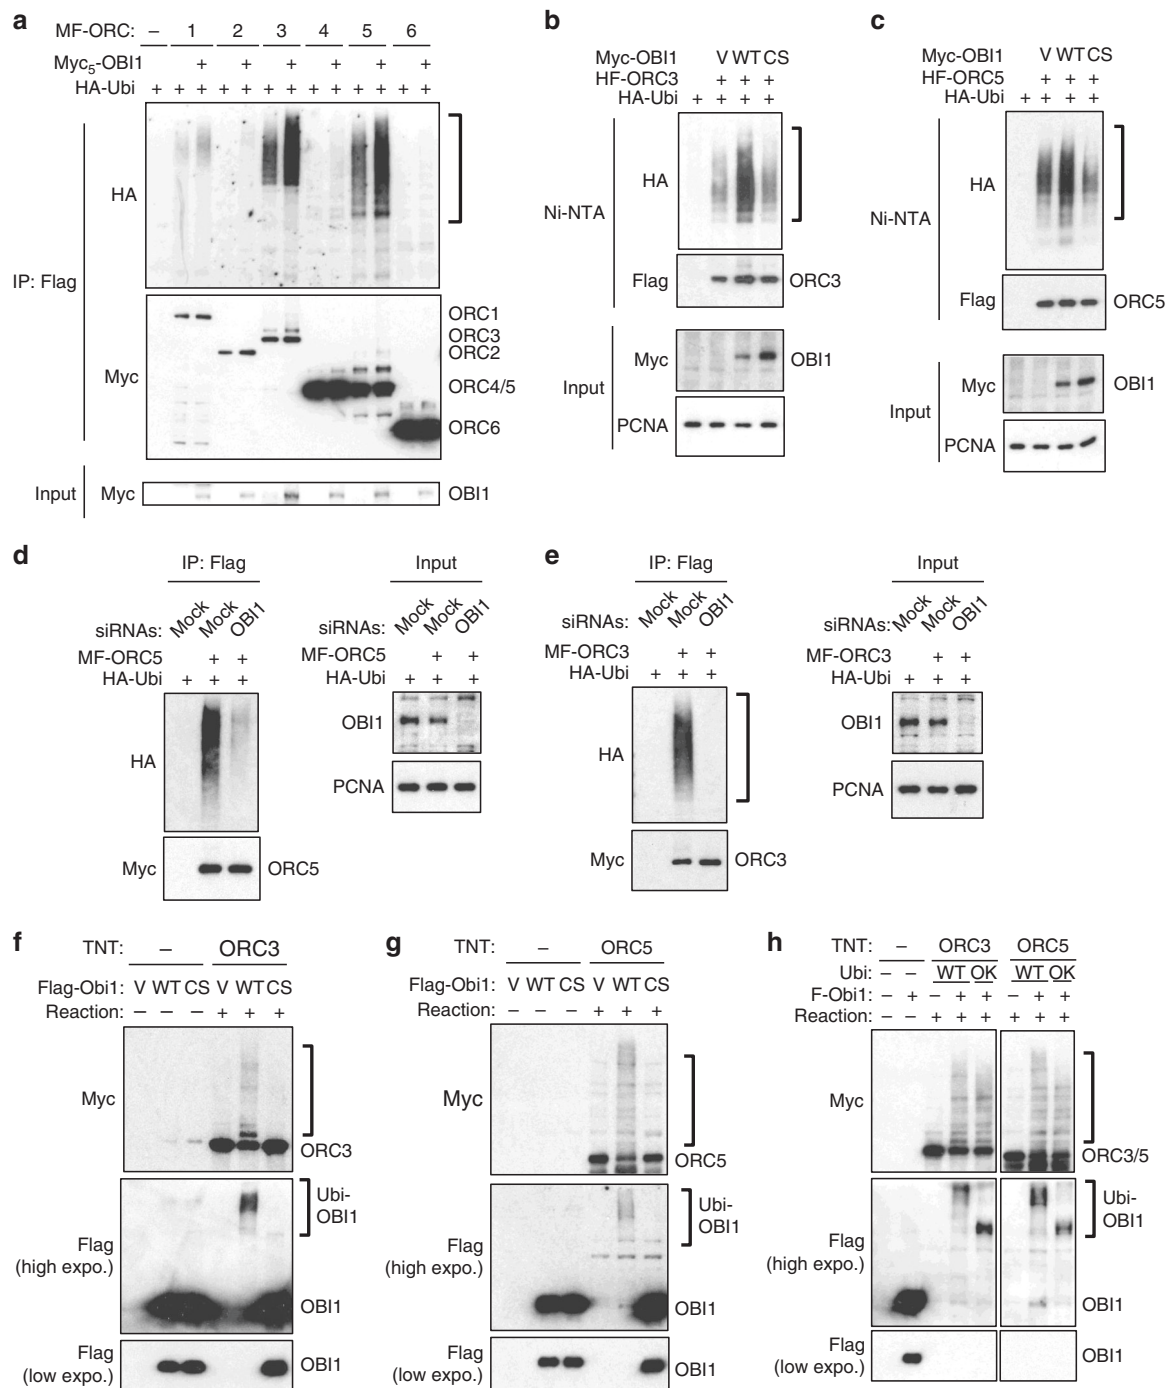 a
MF-ORC: – 1 2 3 4 5 6
Myc5-OBI1 + + + + + +
HA-Ubi + + + + + + + + + + + + +
IP: Flag
HA
Myc
ORC1
ORC3
ORC2
ORC4/5
ORC6
Input
Myc
OBI1
b
Myc-OBI1 V WT CS
HF-ORC3 + + +
HA-Ubi + + + +
Ni-NTA
HA
Flag
ORC3
Input
Myc
OBI1
PCNA
c
Myc-OBI1 V WT CS
HF-ORC5 + + +
HA-Ubi + + + +
Ni-NTA
HA
Flag
ORC5
Input
Myc
OBI1
PCNA
d
IP: Flag
siRNAs: Mock Mock OBI1
MF-ORC5 + +
HA-Ubi + + +
HA
Myc
ORC5
Input
siRNAs: Mock Mock OBI1
MF-ORC5 + +
HA-Ubi + + +
OBI1
PCNA
e
IP: Flag
siRNAs: Mock Mock OBI1
MF-ORC3 + +
HA-Ubi + + +
HA
Myc
ORC3
Input
siRNAs: Mock Mock OBI1
MF-ORC3 + +
HA-Ubi + + +
OBI1
PCNA
f
TNT: – ORC3
Flag-Obi1: V WT CS V WT CS
Reaction: – – – + + +
Myc
ORC3
Ubi-
OBI1
Flag
(high expo.)
OBI1
Flag
(low expo.)
OBI1
g
TNT: – ORC5
Flag-Obi1: V WT CS V WT CS
Reaction: – – – + + +
Myc
ORC5
Ubi-
OBI1
Flag
(high expo.)
OBI1
Flag
(low expo.)
OBI1
h
TNT: – ORC3 ORC5
Ubi: – – WT OK WT OK
F-Obi1: – + – + + – + +
Reaction: – – + + + + + +
Myc
ORC3/5
Ubi-
OBI1
Flag
(high expo.)
OBI1
Flag
(low expo.)
OBI1